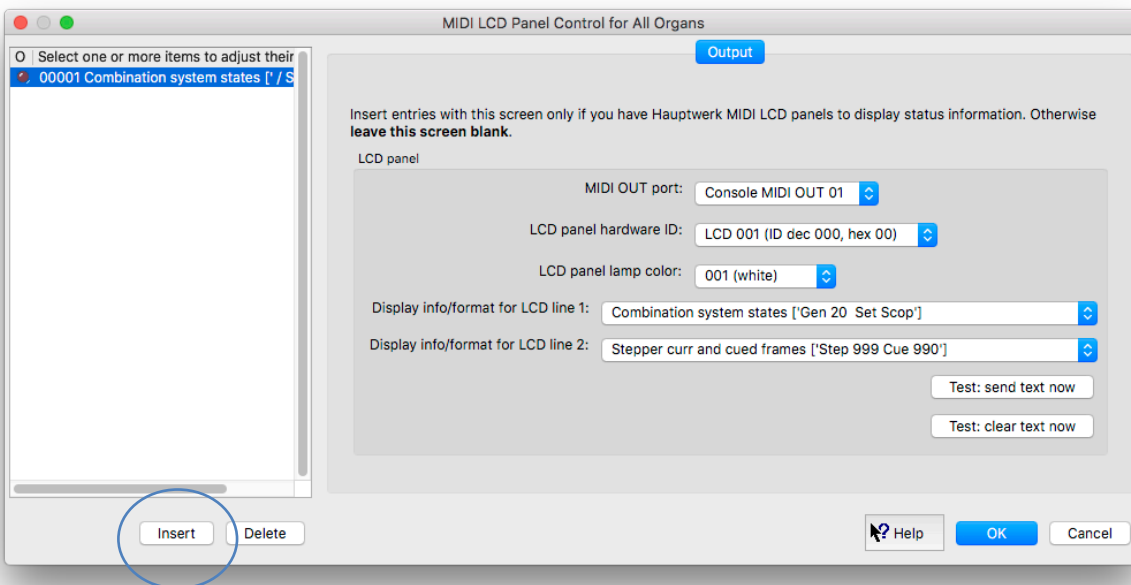 MIDI LCD Panel Control for All Organs
O Select one or more items to adjust their
00001 Combination system states [' / S
Output
Insert entries with this screen only if you have Hauptwerk MIDI LCD panels to display status information. Otherwise
leave this screen blank.
LCD panel
MIDI OUT port: Console MIDI OUT 01
LCD panel hardware ID: LCD 001 (ID dec 000, hex 00)
LCD panel lamp color: 001 (white)
Display info/format for LCD line 1: Combination system states ['Gen 20  Set Scop']
Display info/format for LCD line 2: Stepper curr and cued frames ['Step 999 Cue 990']
Test: send text now
Test: clear text now
Insert Delete ? Help OK Cancel